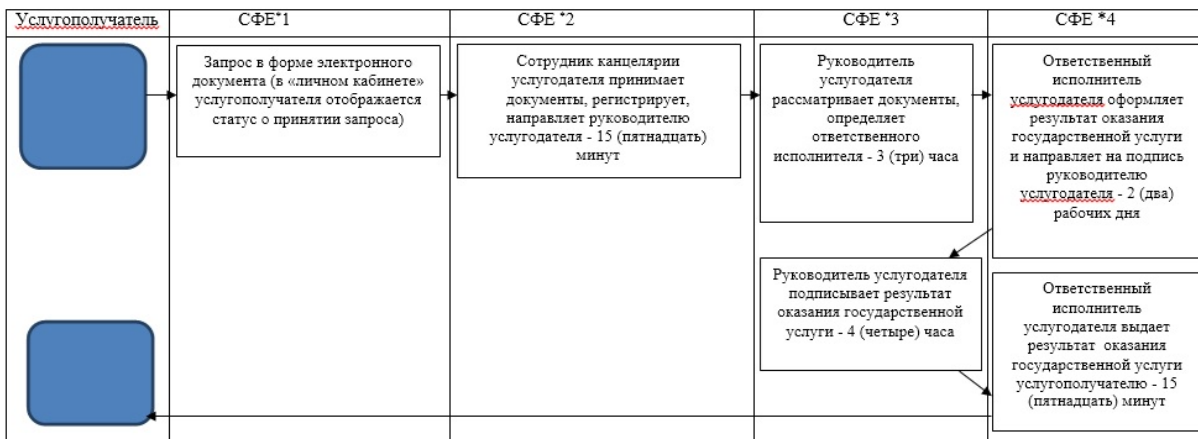 Услугополучатель
СФЕ*1
СФЕ *2
СФЕ *3
СФЕ *4
Запрос в форме электронного
документа (в «личном кабинете»
услугополучателя отображается
статус о принятии запроса)
Сотрудник канцелярии
услугодателя принимает
документы, регистрирует,
направляет руководителю
услугодателя - 15 (пятнадцать)
минут
Руководитель
услугодателя
рассматривает документы,
определяет
ответственного
исполнителя - 3 (три) часа
Ответственный
исполнитель
услугодателя оформляет
результат оказания
государственной услуги
и направляет на подпись
руководителю
услугодателя - 2 (два)
рабочих дня
Руководитель услугодателя
подписывает результат
оказания государственной
услуги - 4 (четыре) часа
Ответственный
исполнитель
услугодателя выдает
результат оказания
государственной услуги
услугополучателю - 15
(пятнадцать) минут